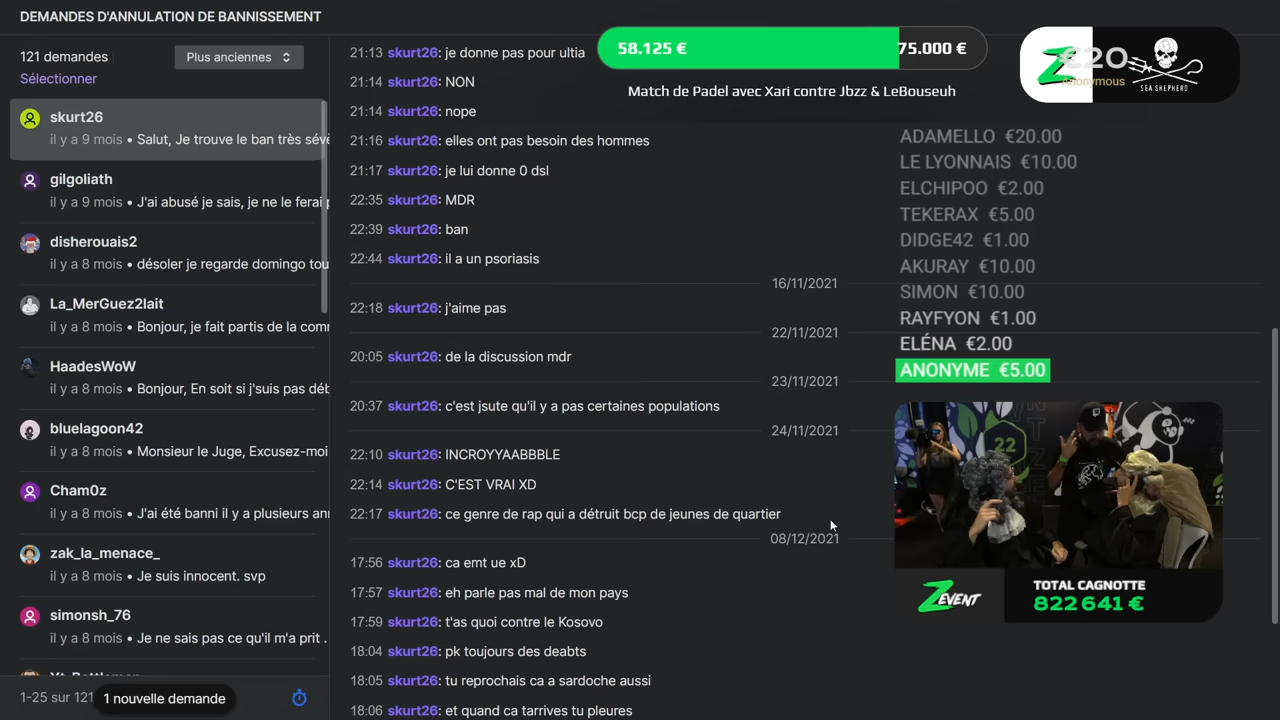 DEMANDES D'ANNULATION DE BANNISSEMENT
121 demandes
Plus anciennes
Sélectionner
skurt26
il y a 9 mois • Salut, Je trouve le ban très sévè
gilgoliath
il y a 9 mois • J'ai abusé je sais, je ne le ferai p
disherouais2
il y a 8 mois • désoler je regarde domingo tou
La_MerGuez2lait
il y a 8 mois • Bonjour, je fait partis de la comm
HaadesWoW
il y a 8 mois • Bonjour, En soit si j'suis pas déb
bluelagoon42
il y a 8 mois • Monsieur le Juge, Excusez-moi
Cham0z
il y a 8 mois • J'ai été banni il y a plusieurs ann
zak_la_menace_
il y a 8 mois • Je suis innocent. svp
simonsh_76
il y a 8 mois • Je ne sais pas ce qu'il m'a prit .
1-25 sur 121
1 nouvelle demande
21:13 skurt26: je donne pas pour ultia
21:14 skurt26: NON
21:14 skurt26: nope
21:16 skurt26: elles ont pas besoin des hommes
21:17 skurt26: je lui donne 0 dsl
22:35 skurt26: MDR
22:39 skurt26: ban
22:44 skurt26: il a un psoriasis
16/11/2021
22:18 skurt26: j'aime pas
22/11/2021
20:05 skurt26: de la discussion mdr
23/11/2021
20:37 skurt26: c'est jsute qu'il y a pas certaines populations
24/11/2021
22:10 skurt26: INCROYYAABBBLE
22:14 skurt26: C'EST VRAI XD
22:17 skurt26: ce genre de rap qui a détruit bcp de jeunes de quartier
08/12/2021
17:56 skurt26: ca emt ue xD
17:57 skurt26: eh parle pas mal de mon pays
17:59 skurt26: t'as quoi contre le Kosovo
18:04 skurt26: pk toujours des deabts
18:05 skurt26: tu reprochais ca a sardoche aussi
18:06 skurt26: et quand ca tarrives tu pleures
58.125 €
75.000 €
Match de Padel avec Xari contre Jbzz & LeBouseuh
€20
Anonymous
SEA SHEPHERD
ADAMELLO €20.00
LE LYONNAIS €10.00
ELCHIPOO €2.00
TEKERAX €5.00
DIDGE42 €1.00
AKURAY €10.00
SIMON €10.00
RAYFYON €1.00
ELÉNA €2.00
ANONYME €5.00
22
ZEVENT
TOTAL CAGNOTTE
822 641 €